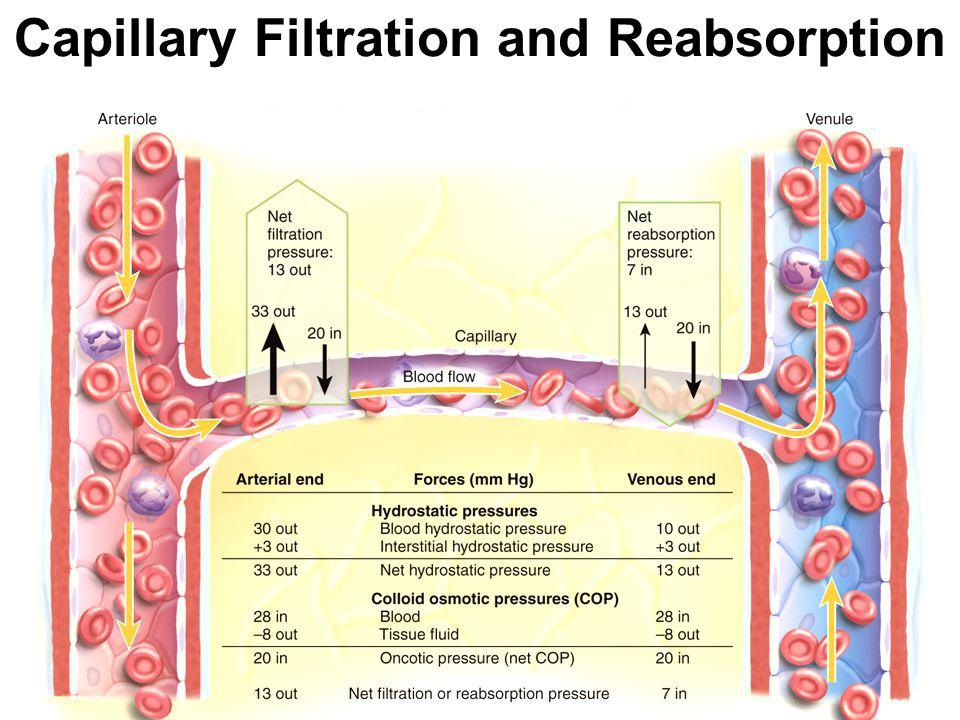 Capillary Filtration and Reabsorption
Arteriole
Venule
Net
filtration
pressure:
13 out
33 out
20 in
Net
reabsorption
pressure:
7 in
13 out
20 in
Capillary
Blood flow
Arterial end Forces (mm Hg) Venous end
Hydrostatic pressures
30 out Blood hydrostatic pressure 10 out
+3 out Interstitial hydrostatic pressure +3 out
33 out Net hydrostatic pressure 13 out
Colloid osmotic pressures (COP)
28 in Blood 28 in
–8 out Tissue fluid –8 out
20 in Oncotic pressure (net COP) 20 in
13 out Net filtration or reabsorption pressure 7 in